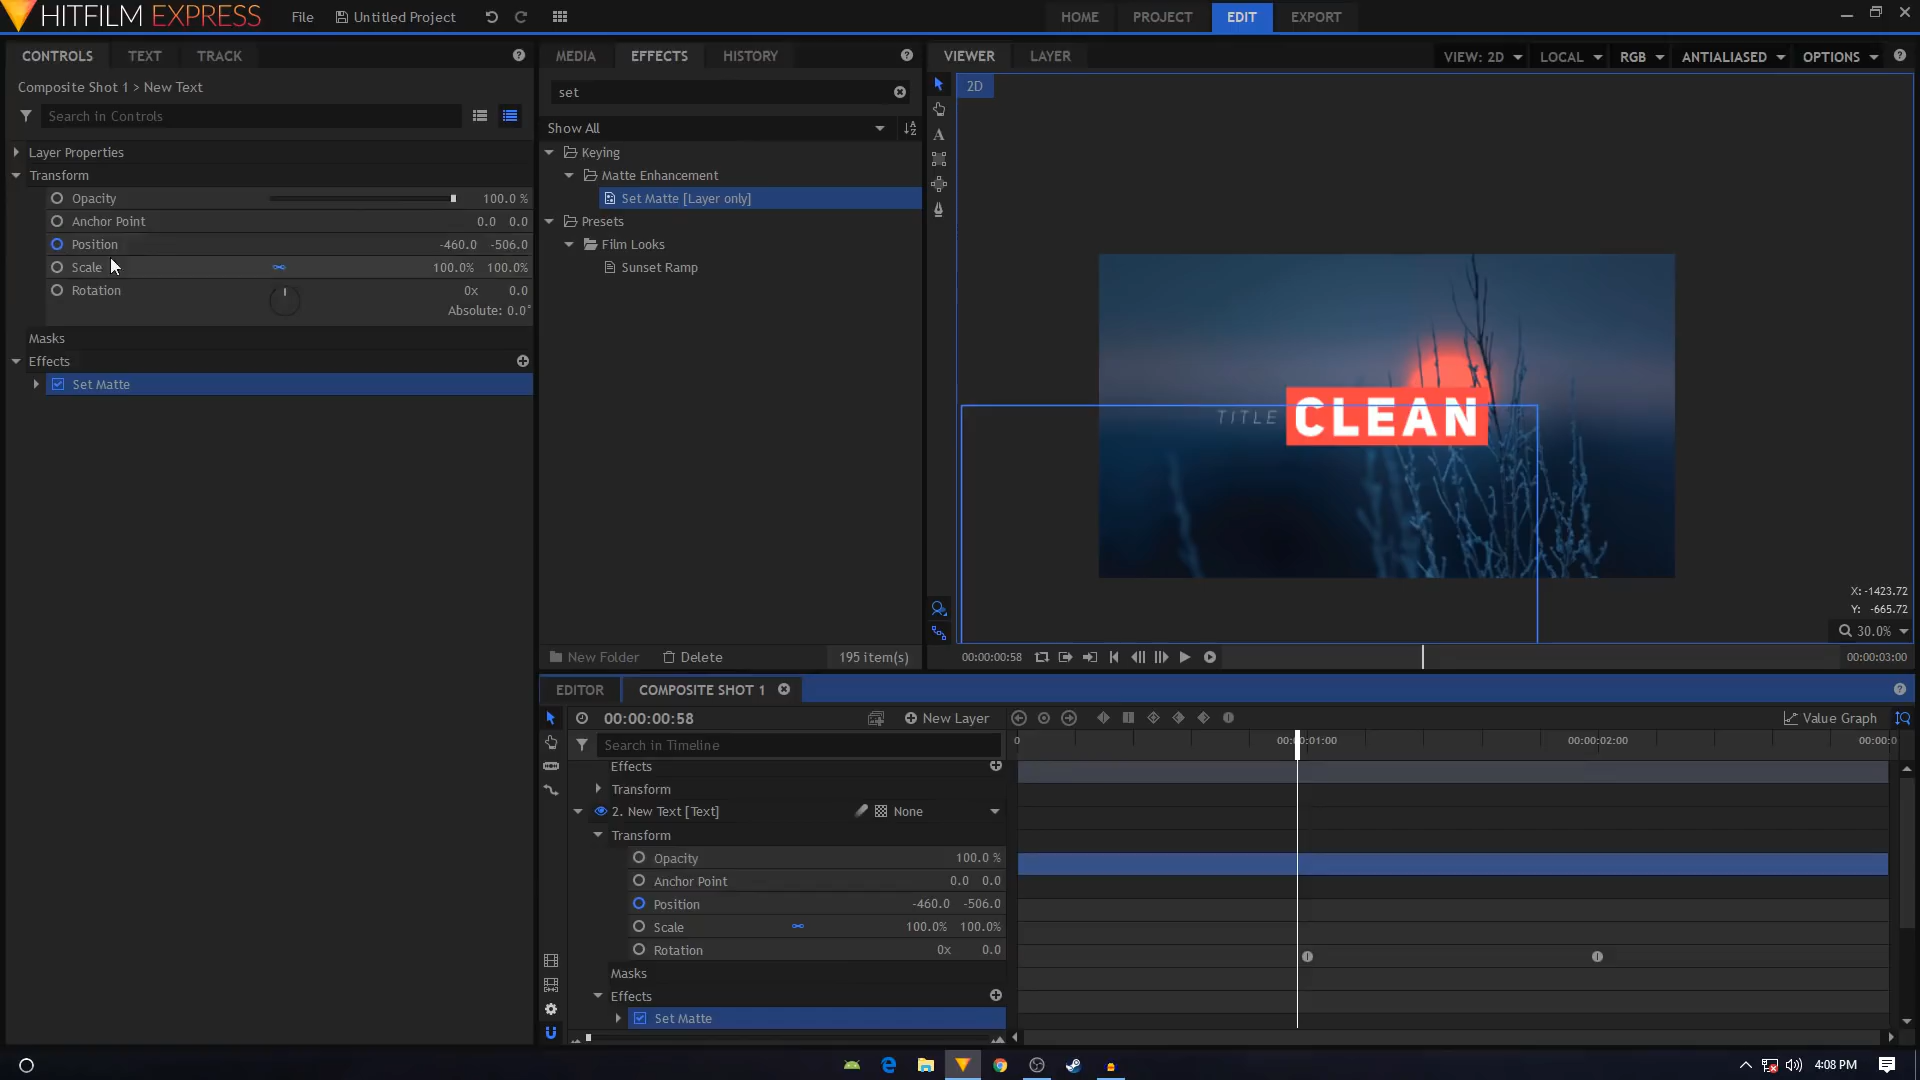 HITFILM EXPRESS
File
Untitled Project
HOME
PROJECT
EDIT
EXPORT
CONTROLS
TEXT
TRACK
Composite Shot 1 > New Text
Search in Controls
Layer Properties
Transform
Opacity 100.0 %
Anchor Point 0.0 0.0
Position -460.0 -506.0
Scale 100.0% 100.0%
Rotation 0x 0.0
Absolute: 0.0°
Masks
Effects
Set Matte
MEDIA
EFFECTS
HISTORY
set
Show All
Keying
Matte Enhancement
Set Matte [Layer only]
Presets
Film Looks
Sunset Ramp
New Folder
Delete
195 item(s)
VIEWER
LAYER
VIEW: 2D
LOCAL
RGB
ANTIALIASED
OPTIONS
2D
TITLE
CLEAN
X: -1423.72
Y: -665.72
30.0%
00:00:00:58
00:00:03:00
EDITOR
COMPOSITE SHOT 1
00:00:00:58
New Layer
Value Graph
Search in Timeline
0
00:00:01:00
00:00:02:00
00:00:0
Effects
Transform
2. New Text [Text]
None
Transform
Opacity 100.0 %
Anchor Point 0.0 0.0
Position -460.0 -506.0
Scale 100.0% 100.0%
Rotation 0x 0.0
Masks
Effects
Set Matte
4:08 PM